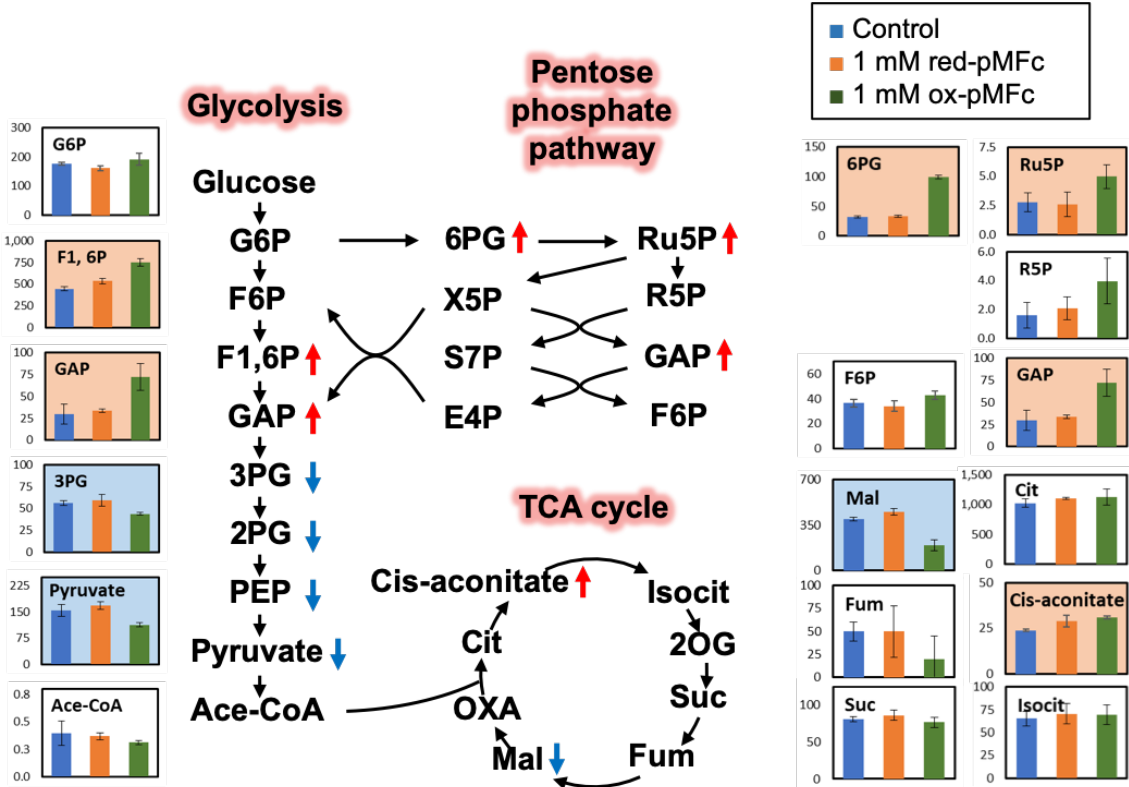 Control
1 mM red-pMFc
1 mM ox-pMFc
Glycolysis
Pentose
phosphate
pathway
Glucose
G6P
F6P
F1,6P
GAP
3PG
2PG
PEP
Pyruvate
Ace-CoA
6PG
Ru5P
X5P
R5P
S7P
GAP
E4P
F6P
TCA cycle
Cis-aconitate
Isocit
Cit
2OG
OXA
Suc
Mal
Fum
G6P
300
200
100
0
F1, 6P
1,000
750
500
250
0
GAP
100
75
50
25
0
3PG
100
75
50
25
0
Pyruvate
225
150
75
0
Ace-CoA
0.8
0.5
0.3
0.0
6PG
150
100
50
0
Ru5P
7.5
5.0
2.5
0.0
R5P
6.0
4.0
2.0
0.0
F6P
60
40
20
0
GAP
100
75
50
25
0
Mal
700
350
0
Cit
1,500
1,000
500
0
Fum
100
75
50
25
0
Cis-aconitate
50
25
0
Suc
100
50
0
Isocit
100
75
50
25
0